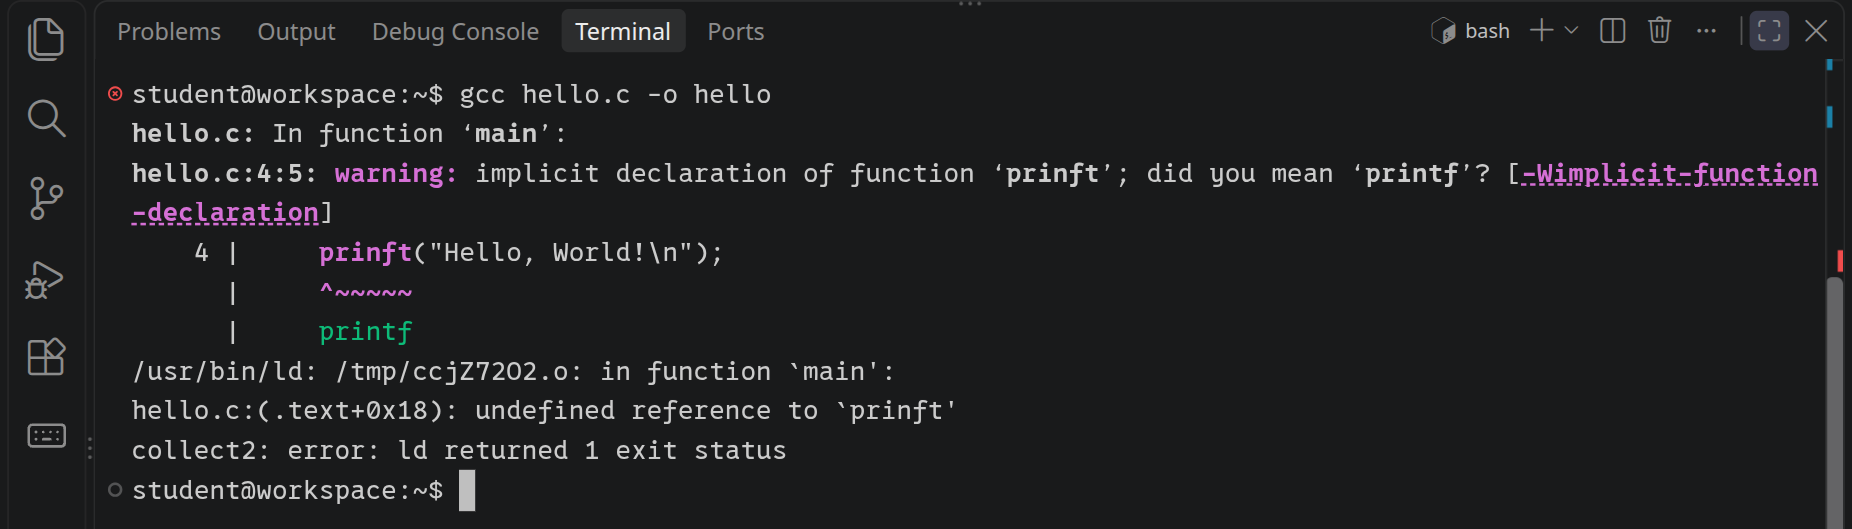 Problems Output Debug Console Terminal Ports bash
student@workspace:~$ gcc hello.c -o hello
hello.c: In function ‘main’:
hello.c:4:5: warning: implicit declaration of function ‘prinft’; did you mean ‘printf’? [-Wimplicit-function
-declaration]
    4 |     prinft("Hello, World!\n");
      |     ^~~~~~
      |     printf
/usr/bin/ld: /tmp/ccjZ72O2.o: in function `main':
hello.c:(.text+0x18): undefined reference to `prinft'
collect2: error: ld returned 1 exit status
student@workspace:~$